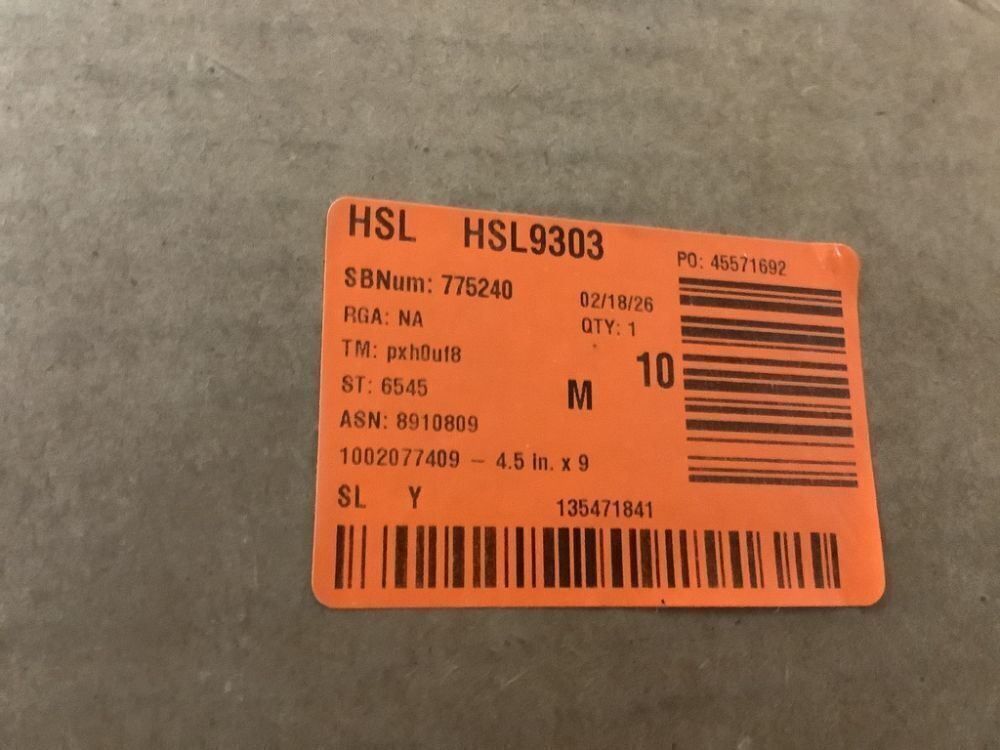 HSL HSL9303
PO: 45571692
SBNum: 775240
02/18/26
RGA: NA
QTY: 1
TM: pxh0uf8
10
ST: 6545
M
ASN: 8910809
1002077409 – 4.5 in. x 9
SL Y
135471841